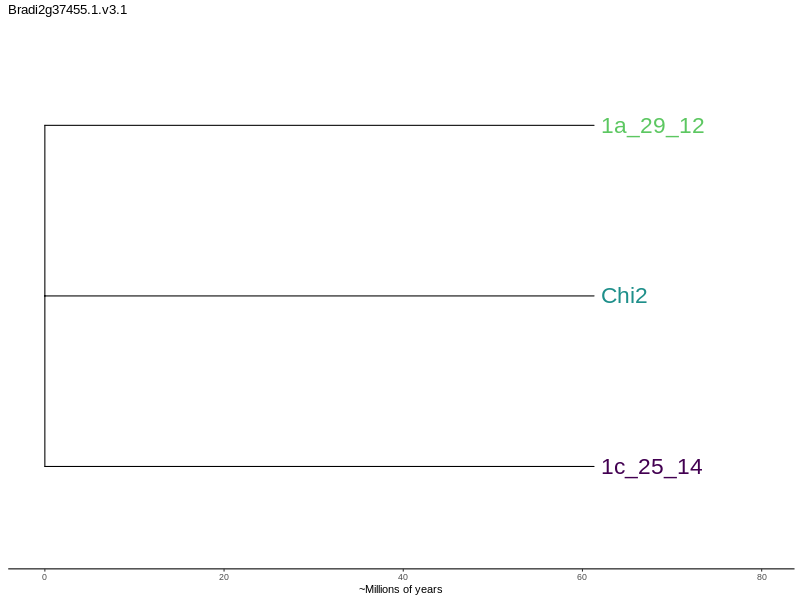 Bradi2g37455.1.v3.1
1a_29_12
Chi2
1c_25_14
0 20 40 60 80
~Millions of years